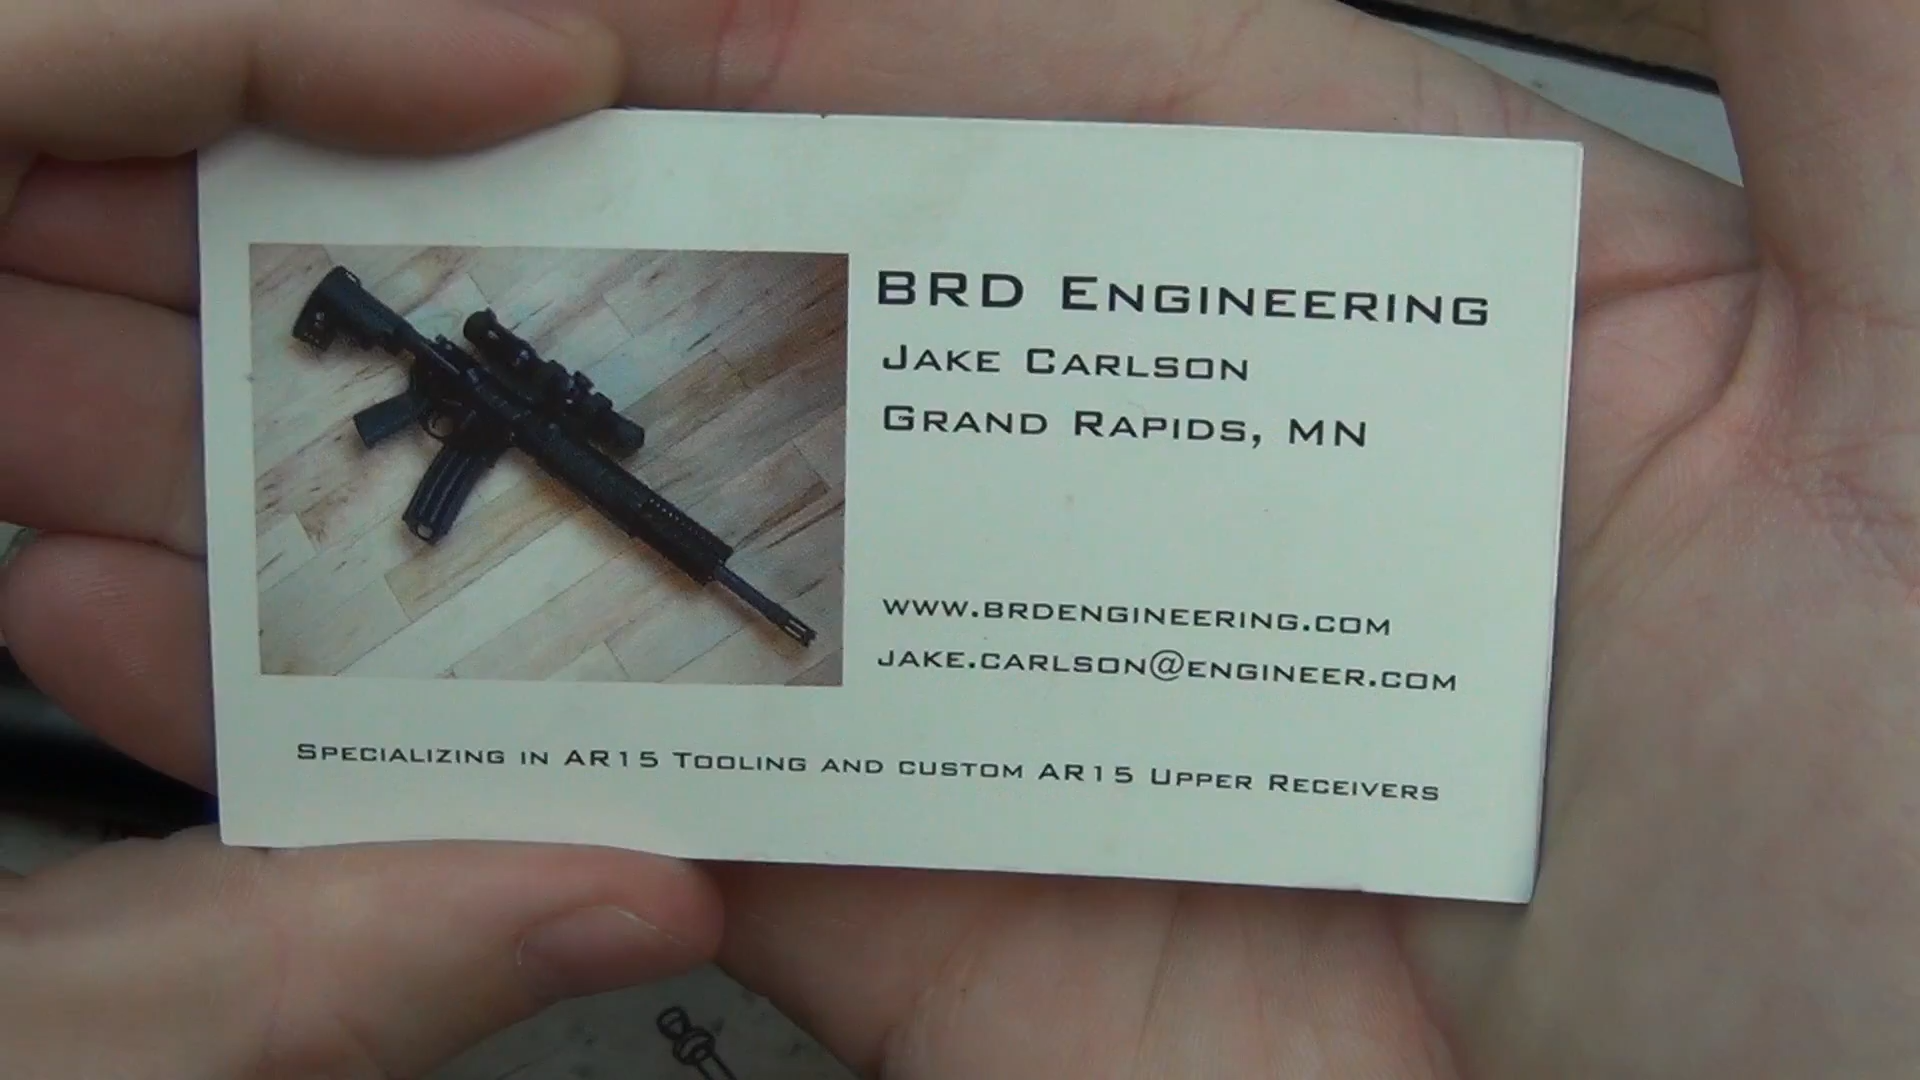 BRD Engineering
Jake Carlson
Grand Rapids, MN
www.brdengineering.com
jake.carlson@engineer.com
Specializing in AR15 Tooling and custom AR15 Upper Receivers